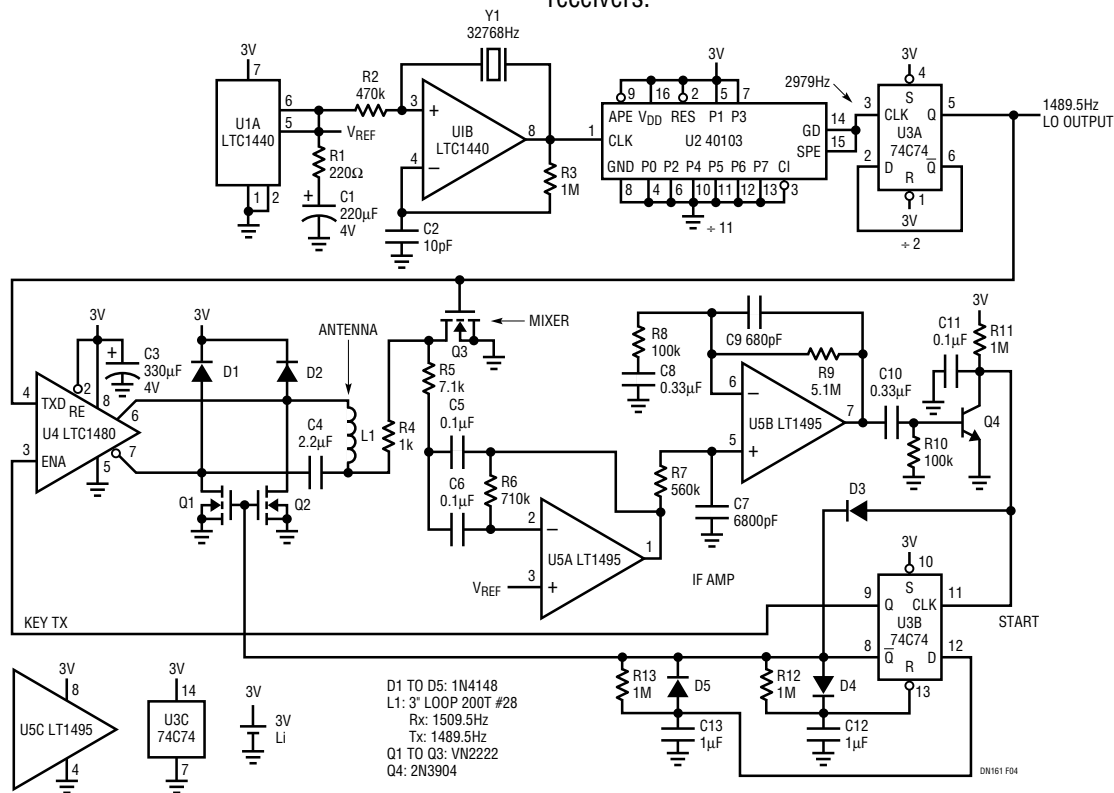 receivers.
Y1
32768Hz
3V
7
U1A
LTC1440
6
5
1
2
R2
470k
VREF
R1
220Ω
+
C1
220µF
4V
3
+
4
–
UIB
LTC1440
8
R3
1M
C2
10pF
1
3V
9
16
2
5
7
APE
VDD
RES
P1
P3
CLK
U2 40103
GD
SPE
14
15
GND
P0
P2
P4
P5
P6
P7
CI
8
4
6
10
11
12
13
3
÷ 11
2979Hz
3V
4
S
3
CLK
Q
5
U3A
74C74
2
D
Q
6
R
1
3V
÷ 2
1489.5Hz
LO OUTPUT
3V
+
C3
330µF
4V
2
RE
8
4
TXD
6
U4 LTC1480
7
3
ENA
5
3V
D1
D2
ANTENNA
C4
2.2µF
L1
R4
1k
Q1
Q2
Q3
MIXER
R5
7.1k
C5
0.1µF
C6
0.1µF
R6
710k
2
–
U5A LT1495
1
VREF
3
+
R7
560k
C7
6800pF
IF AMP
R8
100k
C8
0.33µF
C9 680pF
R9
5.1M
6
–
U5B LT1495
7
5
+
C10
0.33µF
R10
100k
3V
C11
0.1µF
R11
1M
Q4
D3
3V
10
S
9
Q
CLK
11
U3B
74C74
8
Q
D
12
R
13
START
KEY TX
R13
1M
D5
C13
1µF
R12
1M
D4
C12
1µF
3V
8
U5C LT1495
4
3V
14
U3C
74C74
7
3V
3V
Li
D1 TO D5: 1N4148
L1: 3" LOOP 200T #28
Rx: 1509.5Hz
Tx: 1489.5Hz
Q1 TO Q3: VN2222
Q4: 2N3904
DN161 F04